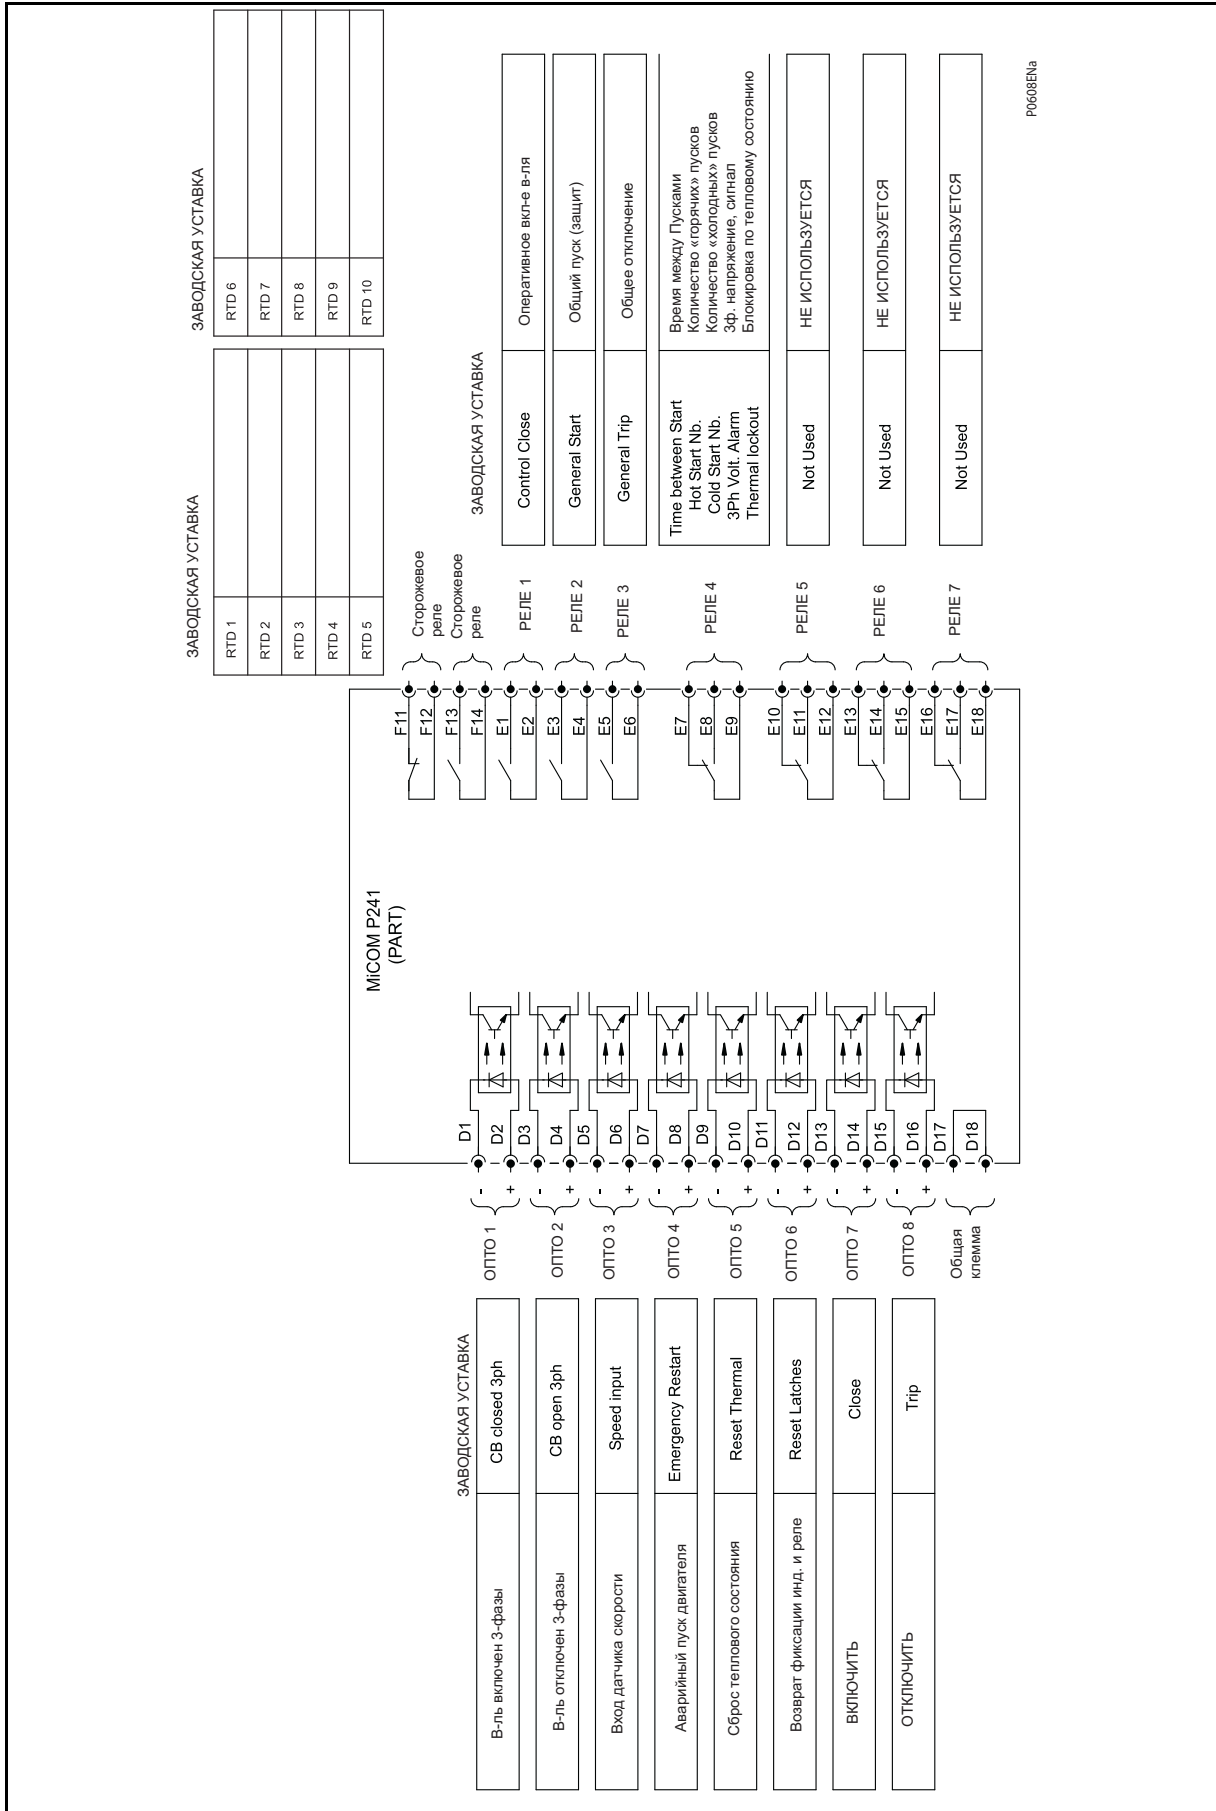 ЗАВОДСКАЯ УСТАВКА
В-ль включен 3-фазы
CB closed 3ph
ОПТО 1
-
+
D1
D2
В-ль отключен 3-фазы
CB open 3ph
ОПТО 2
-
+
D3
D4
Вход датчика скорости
Speed input
ОПТО 3
-
+
D5
D6
Аварийный пуск двигателя
Emergency Restart
ОПТО 4
-
+
D7
D8
Сброс теплового состояния
Reset Thermal
ОПТО 5
-
+
D9
D10
Возврат фиксации инд. и реле
Reset Latches
ОПТО 6
-
+
D11
D12
ВКЛЮЧИТЬ
Close
ОПТО 7
-
+
D13
D14
ОТКЛЮЧИТЬ
Trip
ОПТО 8
-
+
D15
D16
Общая
клемма
D17
D18
MiCOM P241
(PART)
ЗАВОДСКАЯ УСТАВКА
RTD 1
RTD 2
RTD 3
RTD 4
RTD 5
ЗАВОДСКАЯ УСТАВКА
RTD 6
RTD 7
RTD 8
RTD 9
RTD 10
F11
F12
Сторожевое
реле
F13
F14
Сторожевое
реле
ЗАВОДСКАЯ УСТАВКА
E1
E2
РЕЛЕ 1
Control Close
Оперативное вкл-е в-ля
E3
E4
РЕЛЕ 2
General Start
Общий пуск (защит)
E5
E6
РЕЛЕ 3
General Trip
Общее отключение
E7
E8
E9
РЕЛЕ 4
Time between Start
Hot Start Nb.
Cold Start Nb.
3Ph Volt. Alarm
Thermal lockout
Время между Пусками
Количество «горячих» пусков
Количество «холодных» пусков
3ф. напряжение, сигнал
Блокировка по тепловому состоянию
E10
E11
E12
РЕЛЕ 5
Not Used
НЕ ИСПОЛЬЗУЕТСЯ
E13
E14
E15
РЕЛЕ 6
Not Used
НЕ ИСПОЛЬЗУЕТСЯ
E16
E17
E18
РЕЛЕ 7
Not Used
НЕ ИСПОЛЬЗУЕТСЯ
P0608ENa